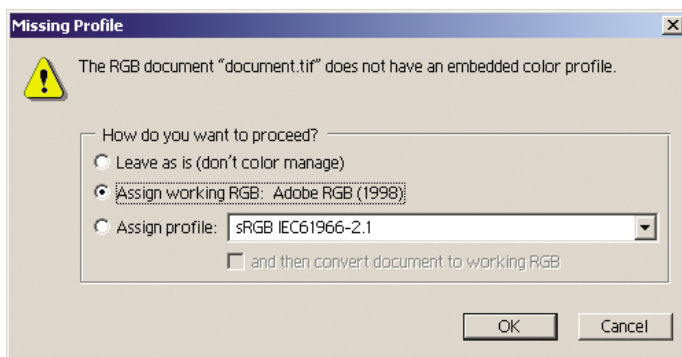 Missing Profile
The RGB document “document.tif” does not have an embedded color profile.
How do you want to proceed?
Leave as is (don't color manage)
Assign working RGB: Adobe RGB (1998)
Assign profile: sRGB IEC61966-2.1
and then convert document to working RGB
OK Cancel